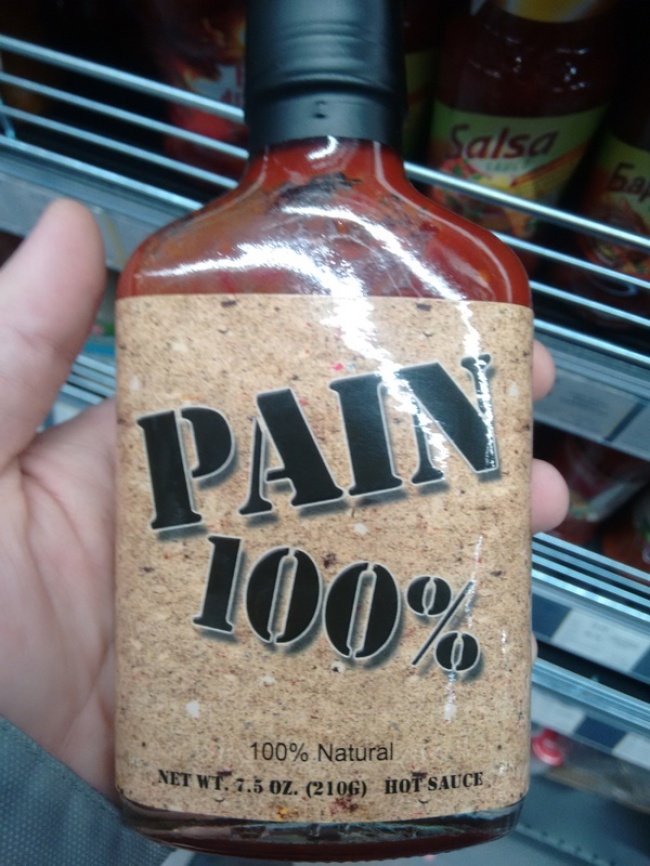 Salsa
PAIN
100%
100% Natural
NET WT. 7.5 OZ. (210G) HOT SAUCE